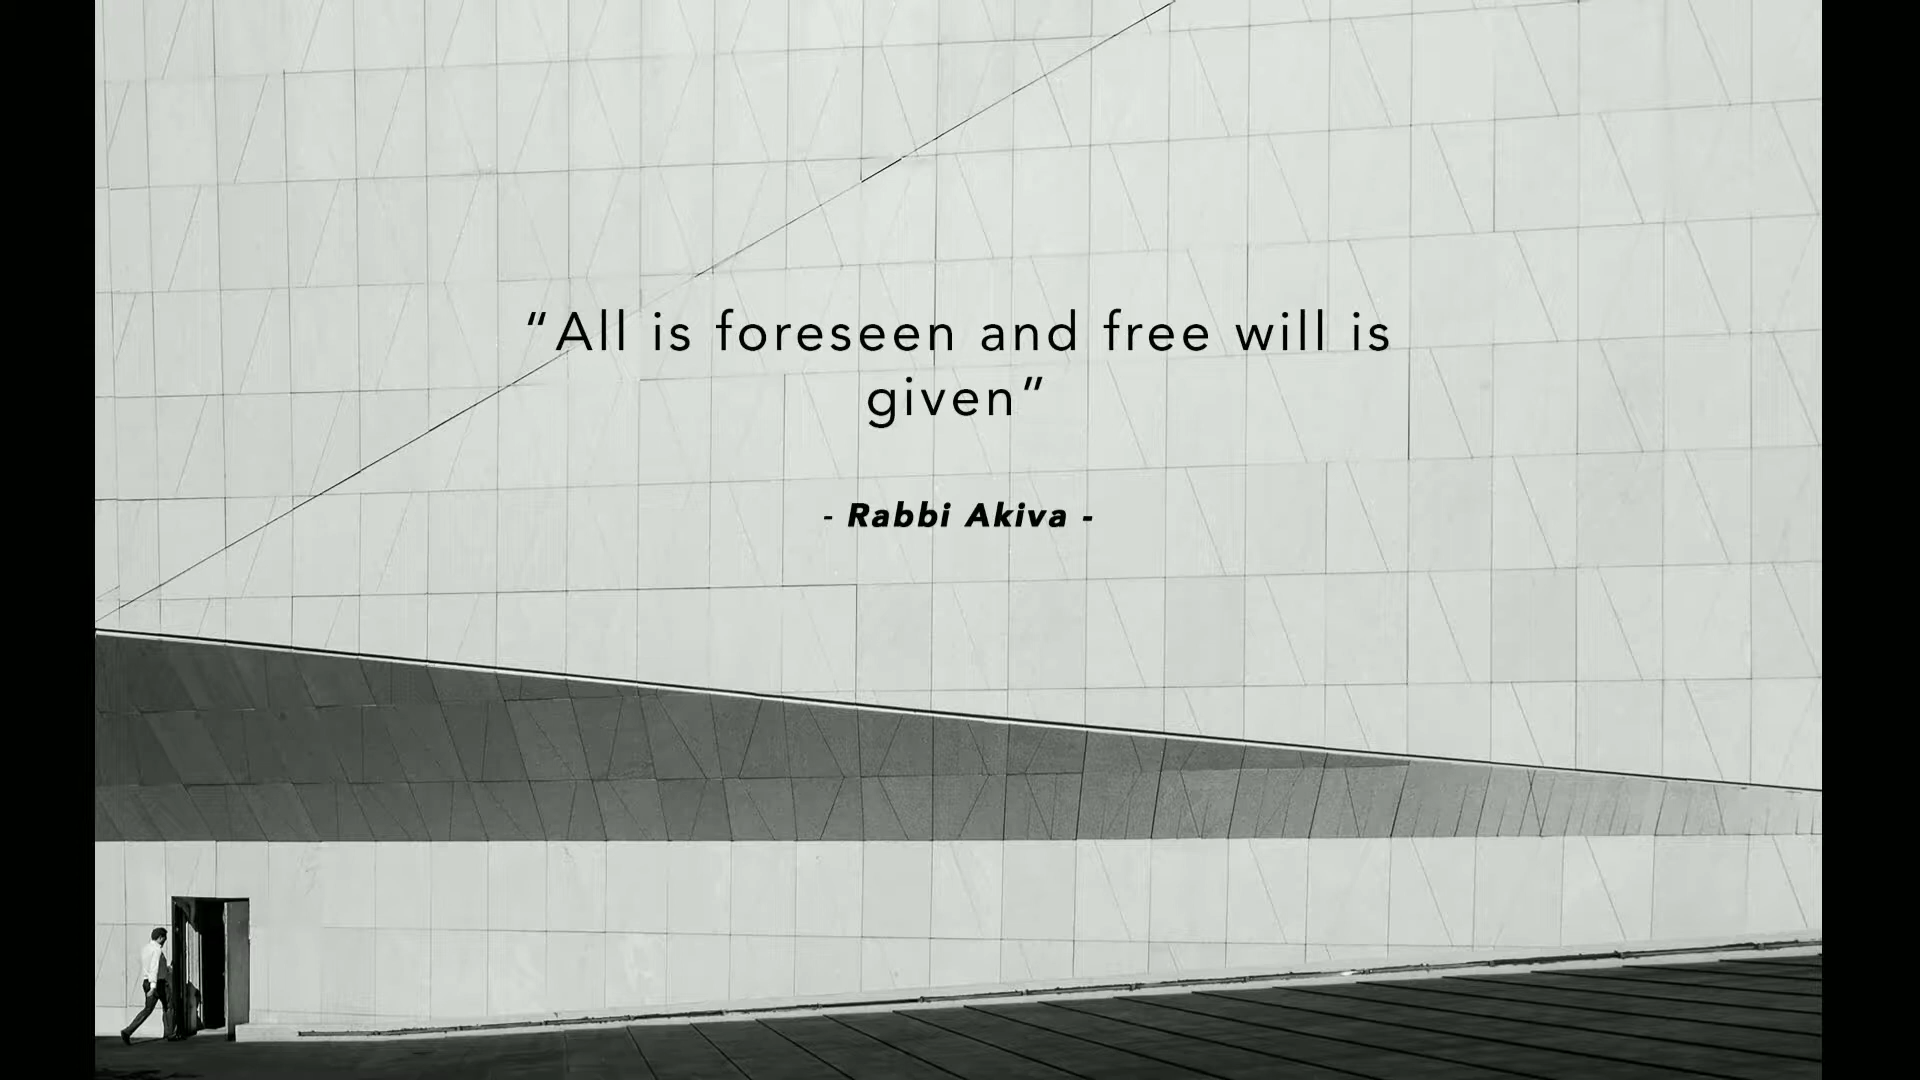 “All is foreseen and free will is
given”
- Rabbi Akiva -